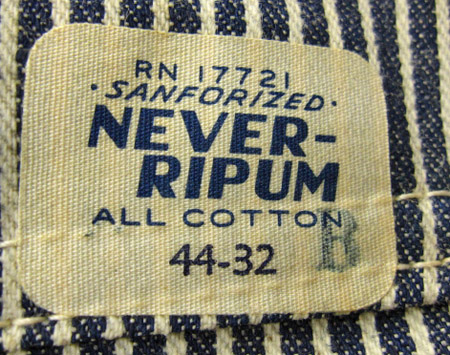 RN 17721
·SANFORIZED·
NEVER-
RIPUM
ALL COTTON
44-32 B